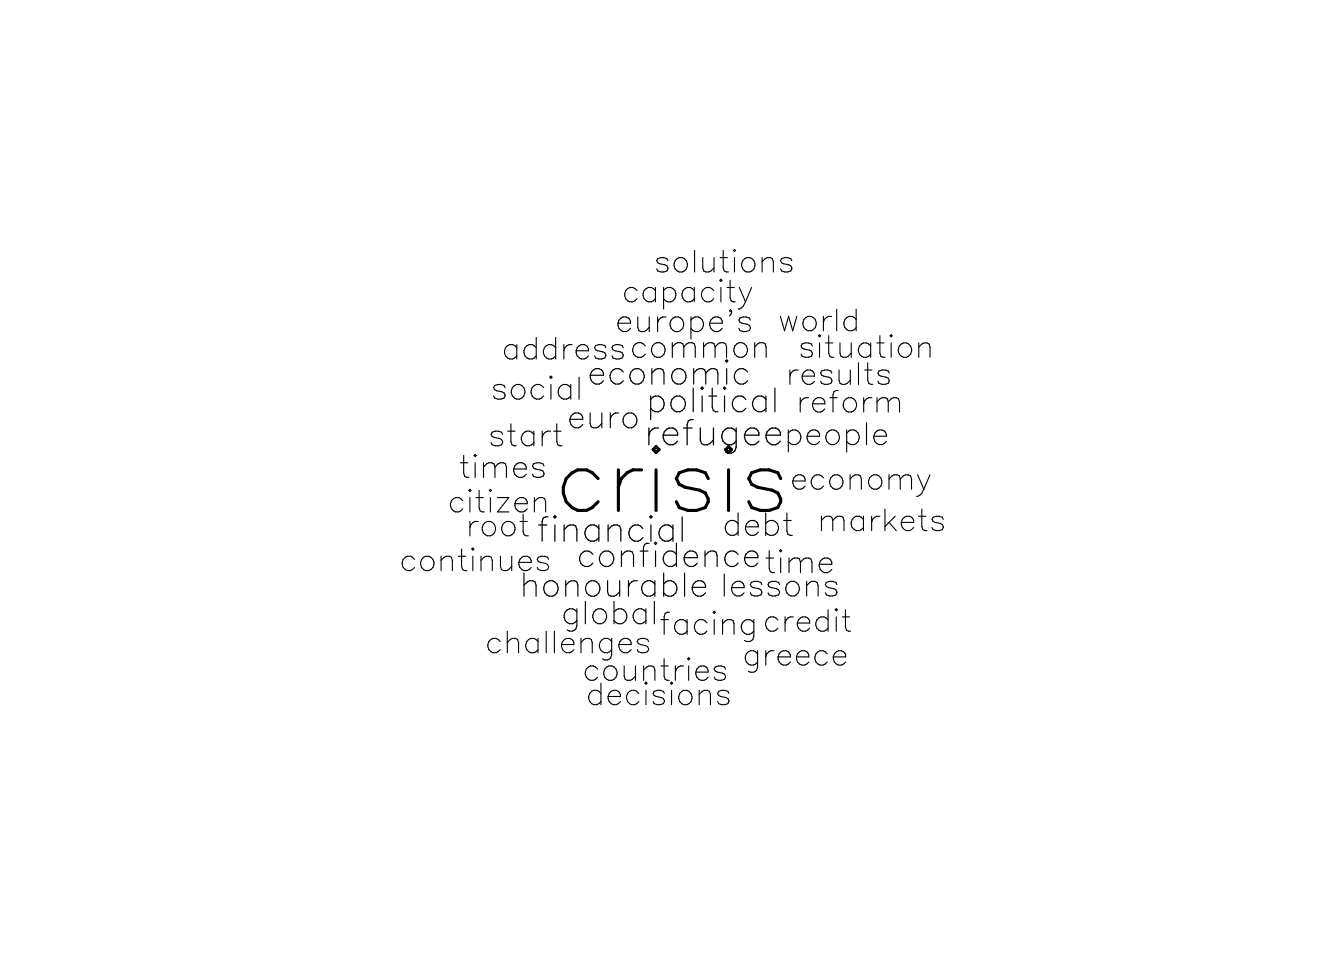 solutions
capacity
europe's world
address common situation
social economic results
euro political reform
start refugee people
times
citizen crisis economy
root financial debt markets
continues confidence time
honourable lessons
global facing credit
challenges greece
countries
decisions